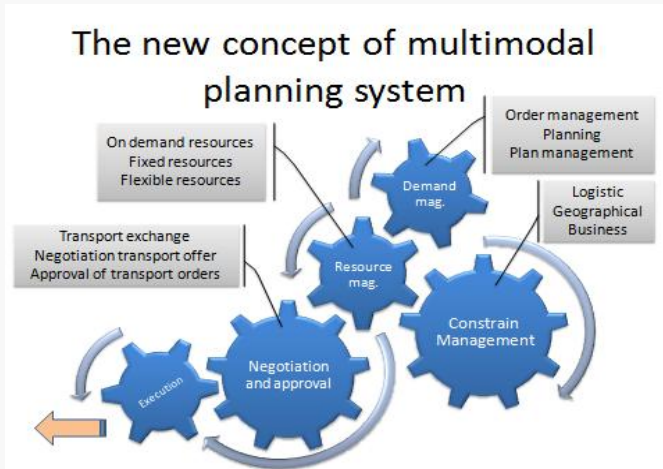 The new concept of multimodal
planning system
On demand resources
Fixed resources
Flexible resources
Order management
Planning
Plan management
Transport exchange
Negotiation transport offer
Approval of transport orders
Logistic
Geographical
Business
Demand
mag.
Resource
mag.
Constrain
Management
Negotiation
and approval
Execution